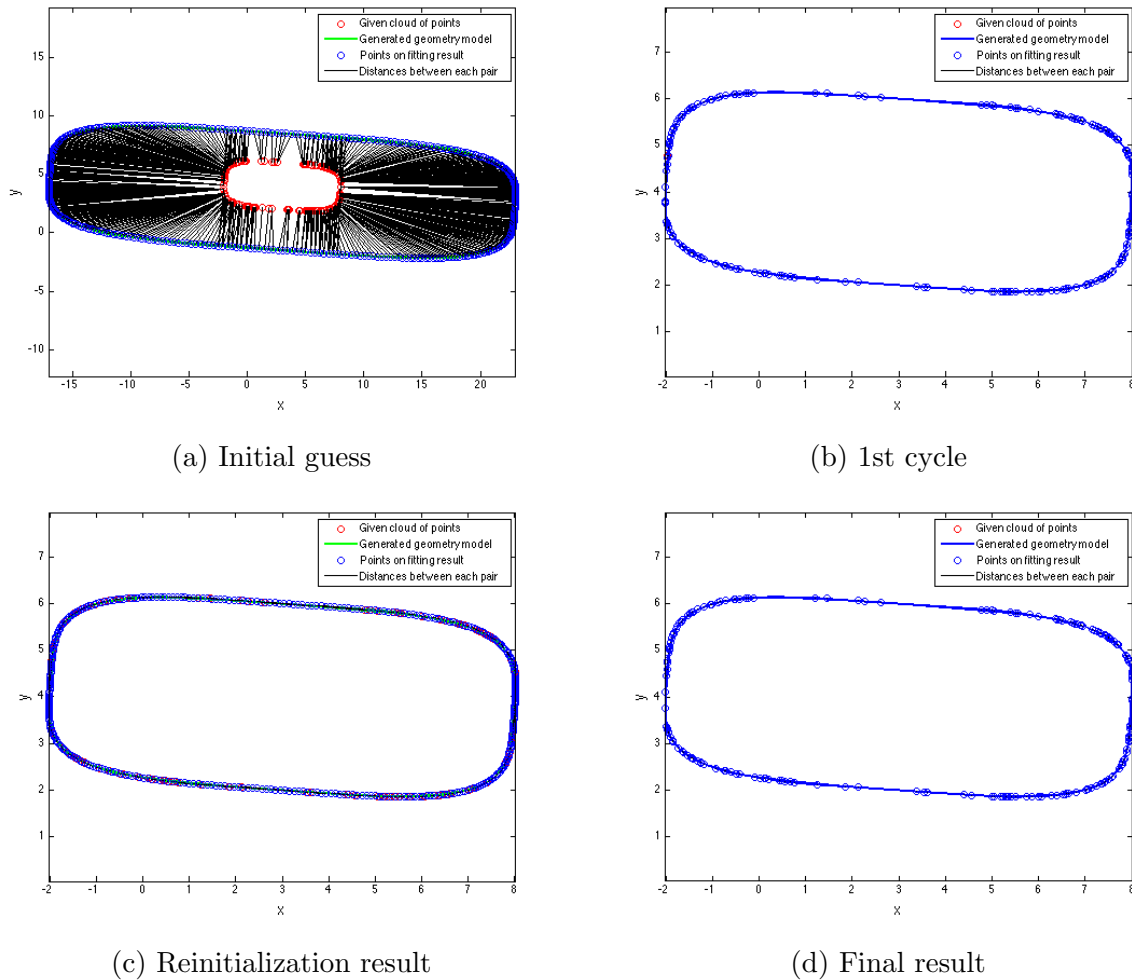 Given cloud of points
Generated geometry model
Points on fitting result
Distances between each pair
15
10
5
0
-5
-10
y
-15 -10 -5 0 5 10 15 20
x
(a) Initial guess
Given cloud of points
Generated geometry model
Points on fitting result
Distances between each pair
7
6
5
4
3
2
1
y
-2 -1 0 1 2 3 4 5 6 7 8
x
(b) 1st cycle
Given cloud of points
Generated geometry model
Points on fitting result
Distances between each pair
7
6
5
4
3
2
1
y
-2 -1 0 1 2 3 4 5 6 7 8
x
(c) Reinitialization result
Given cloud of points
Generated geometry model
Points on fitting result
Distances between each pair
7
6
5
4
3
2
1
y
-2 -1 0 1 2 3 4 5 6 7 8
x
(d) Final result